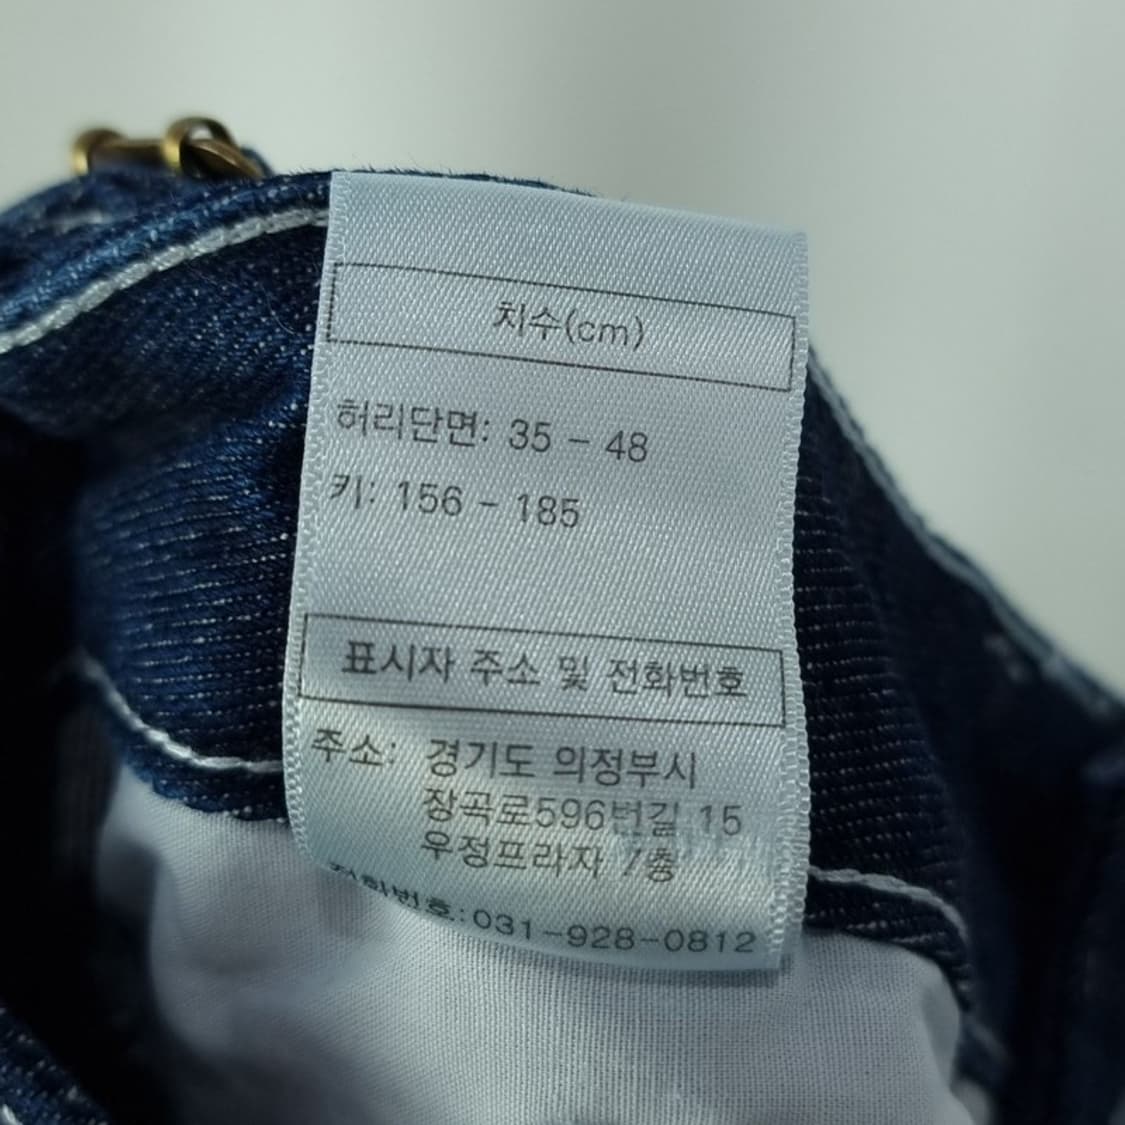 치수(cm)
허리단면: 35 - 48
키: 156 - 185
표시자 주소 및 전화번호
주소: 경기도 의정부시
장곡로596번길 15
우정프라자 7층
전화번호:031-928-0812